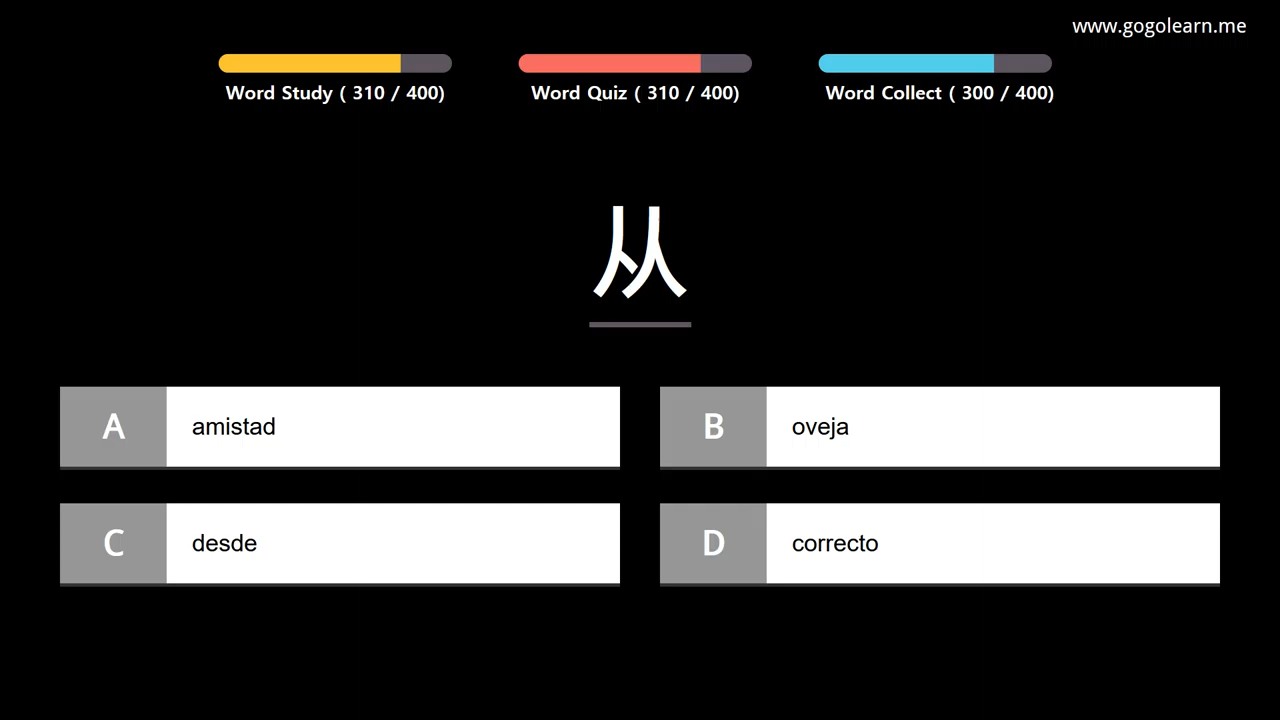 www.gogolearn.me
Word Study ( 310 / 400)
Word Quiz ( 310 / 400)
Word Collect ( 300 / 400)
从
A
amistad
B
oveja
C
desde
D
correcto